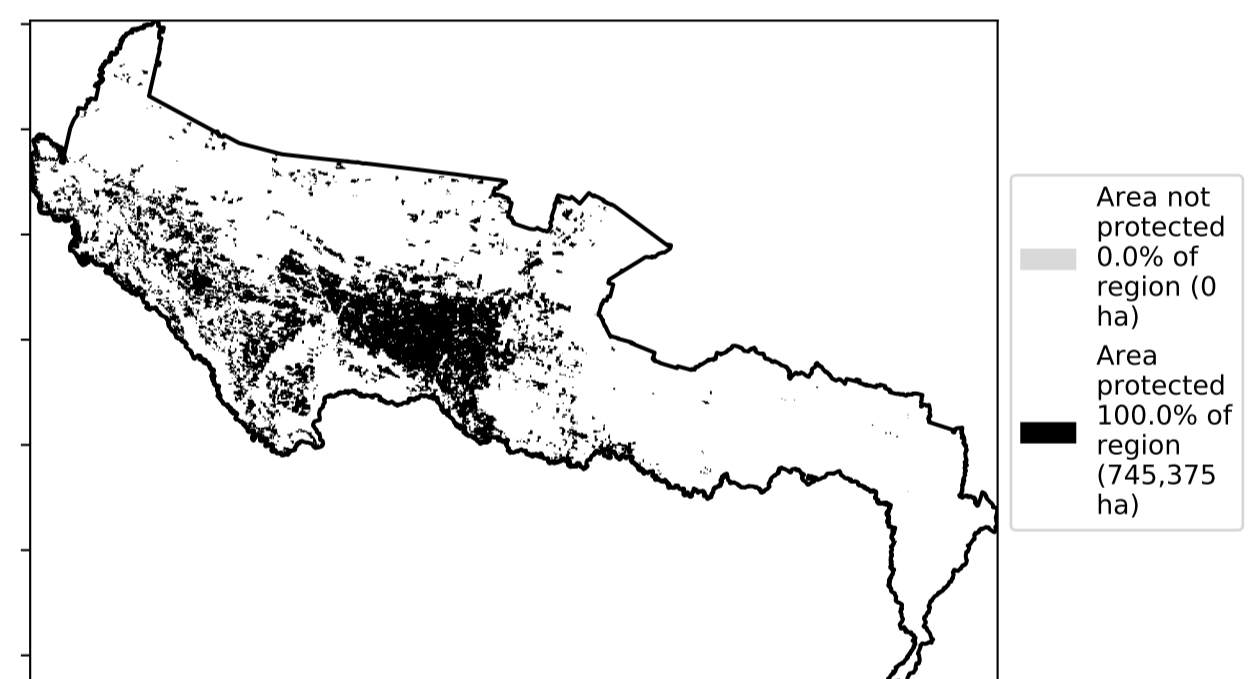 Area not
protected
0.0% of
region (0
ha)
Area
protected
100.0% of
region
(745,375
ha)